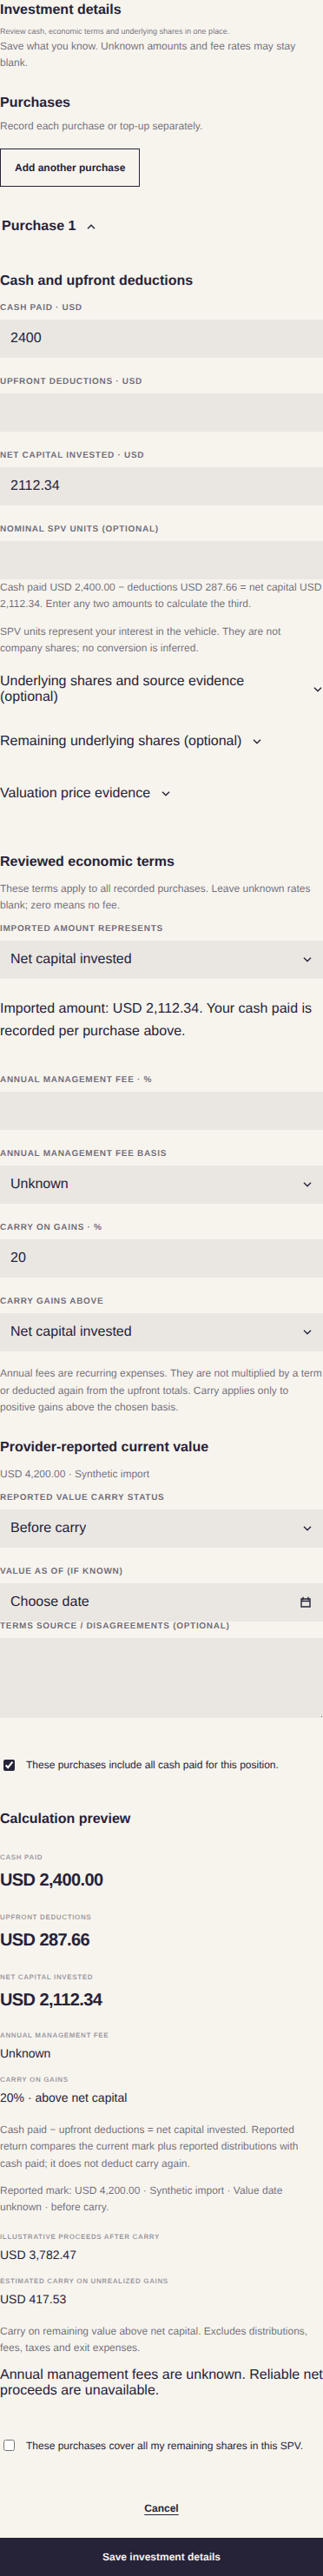 Investment details
Review cash, economic terms and underlying shares in one place.
Save what you know. Unknown amounts and fee rates may stay
blank.
Purchases
Record each purchase or top-up separately.
Add another purchase
Purchase 1
Cash and upfront deductions
CASH PAID · USD
2400
UPFRONT DEDUCTIONS · USD
NET CAPITAL INVESTED · USD
2112.34
NOMINAL SPV UNITS (OPTIONAL)
Cash paid USD 2,400.00 − deductions USD 287.66 = net capital USD
2,112.34. Enter any two amounts to calculate the third.
SPV units represent your interest in the vehicle. They are not
company shares; no conversion is inferred.
Underlying shares and source evidence
(optional)
Remaining underlying shares (optional)
Valuation price evidence
Reviewed economic terms
These terms apply to all recorded purchases. Leave unknown rates
blank; zero means no fee.
IMPORTED AMOUNT REPRESENTS
Net capital invested
Imported amount: USD 2,112.34. Your cash paid is
recorded per purchase above.
ANNUAL MANAGEMENT FEE · %
ANNUAL MANAGEMENT FEE BASIS
Unknown
CARRY ON GAINS · %
20
CARRY GAINS ABOVE
Net capital invested
Annual fees are recurring expenses. They are not multiplied by a term
or deducted again from the upfront totals. Carry applies only to
positive gains above the chosen basis.
Provider-reported current value
USD 4,200.00 · Synthetic import
REPORTED VALUE CARRY STATUS
Before carry
VALUE AS OF (IF KNOWN)
Choose date
TERMS SOURCE / DISAGREEMENTS (OPTIONAL)
These purchases include all cash paid for this position.
Calculation preview
CASH PAID
USD 2,400.00
UPFRONT DEDUCTIONS
USD 287.66
NET CAPITAL INVESTED
USD 2,112.34
ANNUAL MANAGEMENT FEE
Unknown
CARRY ON GAINS
20% · above net capital
Cash paid − upfront deductions = net capital invested. Reported
return compares the current mark plus reported distributions with
cash paid; it does not deduct carry again.
Reported mark: USD 4,200.00 · Synthetic import · Value date
unknown · before carry.
ILLUSTRATIVE PROCEEDS AFTER CARRY
USD 3,782.47
ESTIMATED CARRY ON UNREALIZED GAINS
USD 417.53
Carry on remaining value above net capital. Excludes distributions,
fees, taxes and exit expenses.
Annual management fees are unknown. Reliable net
proceeds are unavailable.
These purchases cover all my remaining shares in this SPV.
Cancel
Save investment details